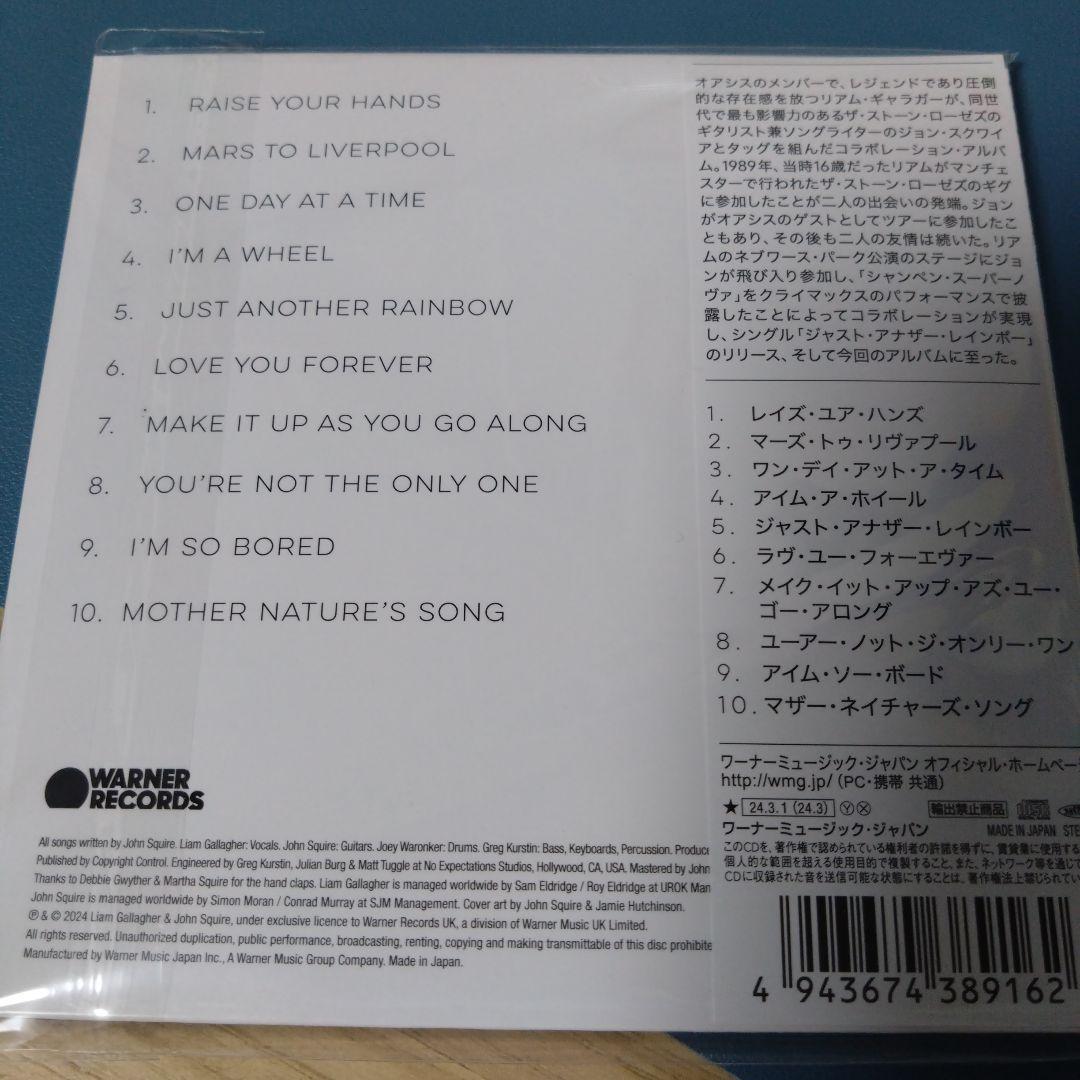 1. RAISE YOUR HANDS
2. MARS TO LIVERPOOL
3. ONE DAY AT A TIME
4. I'M A WHEEL
5. JUST ANOTHER RAINBOW
6. LOVE YOU FOREVER
7. MAKE IT UP AS YOU GO ALONG
8. YOU'RE NOT THE ONLY ONE
9. I'M SO BORED
10. MOTHER NATURE'S SONG
WARNER
RECORDS
All songs written by John Squire. Liam Gallagher: Vocals. John Squire: Guitars. Joey Waronker: Drums. Greg Kurstin: Bass, Keyboards, Percussion. Produce
Published by Copyright Control. Engineered by Greg Kurstin, Julian Burg & Matt Tuggle at No Expectations Studios, Hollywood, CA, USA. Mastered by John
Thanks to Debbie Gwyther & Martha Squire for the hand claps. Liam Gallagher is managed worldwide by Sam Eldridge / Roy Eldridge at UROK Man
John Squire is managed worldwide by Simon Moran / Conrad Murray at SJM Management. Cover art by John Squire & Jamie Hutchinson.
℗ & © 2024 Liam Gallagher & John Squire, under exclusive licence to Warner Records UK, a division of Warner Music UK Limited.
All rights reserved. Unauthorized duplication, public performance, broadcasting, renting, copying and making transmittable of this disc prohibite
Manufactured by Warner Music Japan Inc., A Warner Music Group Company. Made in Japan.
オアシスのメンバーで、レジェンドであり圧倒
的な存在感を放つリアム・ギャラガーが、同世
代で最も影響力のあるザ・ストーン・ローゼズの
ギタリスト兼ソングライターのジョン・スクワイ
アとタッグを組んだコラボレーション・アルバ
ム。1989年、当時16歳だったリアムがマンチェ
スターで行われたザ・ストーン・ローゼズのギグ
に参加したことが二人の出会いの発端。ジョン
がオアシスのゲストとしてツアーに参加したこ
ともあり、その後も二人の友情は続いた。リア
ムのネブワース・パーク公演のステージにジョ
ンが飛び入り参加し、「シャンペン・スーパーノ
ヴァ」をクライマックスのパフォーマンスで披
露したことによってコラボレーションが実現
し、シングル「ジャスト・アナザー・レインボー」
のリリース、そして今回のアルバムに至った。
1. レイズ・ユア・ハンズ
2. マーズ・トゥ・リヴァプール
3. ワン・デイ・アット・ア・タイム
4. アイム・ア・ホイール
5. ジャスト・アナザー・レインボー
6. ラヴ・ユー・フォーエヴァー
7. メイク・イット・アップ・アズ・ユー・
ゴー・アロング
8. ユーアー・ノット・ジ・オンリー・ワン
9. アイム・ソー・ボード
10. マザー・ネイチャーズ・ソング
ワーナーミュージック・ジャパン オフィシャル・ホームペー
http://wmg.jp/ (PC・携帯 共通)
★ 24.3.1 (24.3) Ⓨ Ⓧ 輸出禁止商品
ワーナーミュージック・ジャパン MADE IN JAPAN STE
このCDを、著作権で認められている権利者の許諾を得ずに、賃貸業に使用する
個人的な範囲を超える使用目的で複製すること、また、ネットワーク等を通じて
CDに収録された音を送信可能な状態にすることは、著作権法上禁じられてい
4 943674 389162